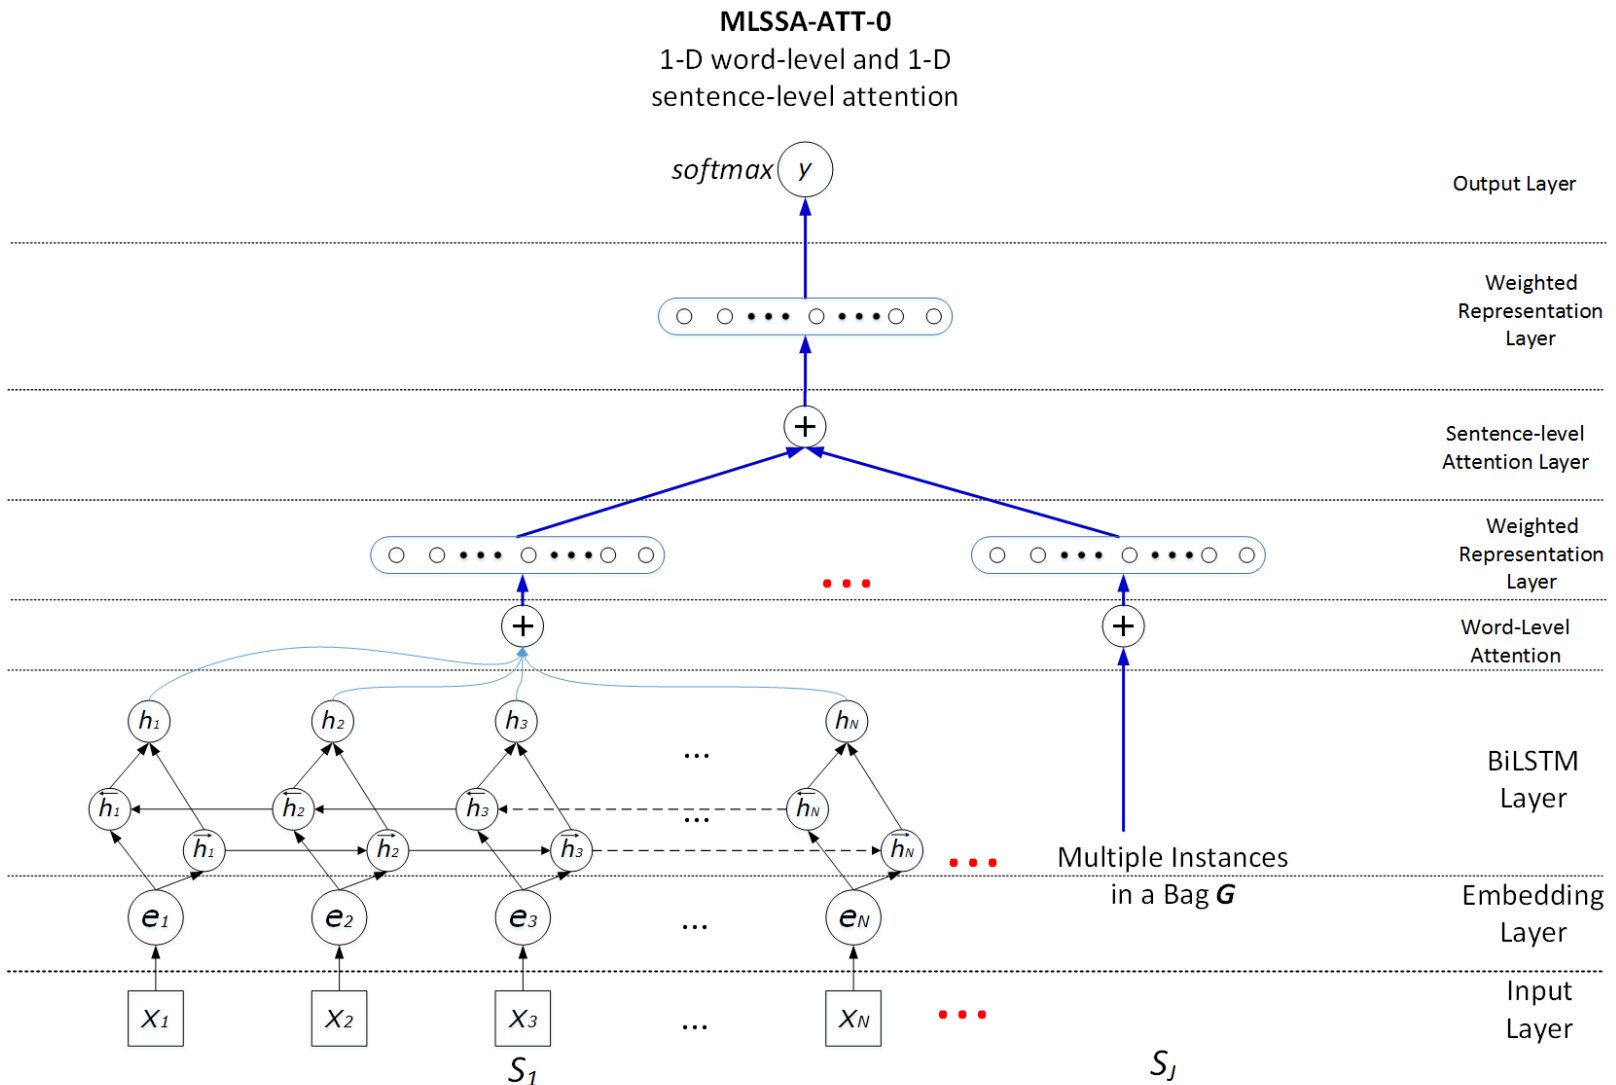 MLSSA-ATT-0
1-D word-level and 1-D
sentence-level attention
softmax y
Output Layer
Weighted
Representation
Layer
+
Sentence-level
Attention Layer
Weighted
Representation
Layer
...
+ +
Word-Level
Attention
h1 h2 h3 hN
...
BiLSTM
Layer
←h1 ←h2 ←h3 ... ←hN
→h1 →h2 →h3 →hN ...
Multiple Instances
in a Bag G
e1 e2 e3 ... eN
Embedding
Layer
X1 X2 X3 ... XN ...
Input
Layer
S1 SJ